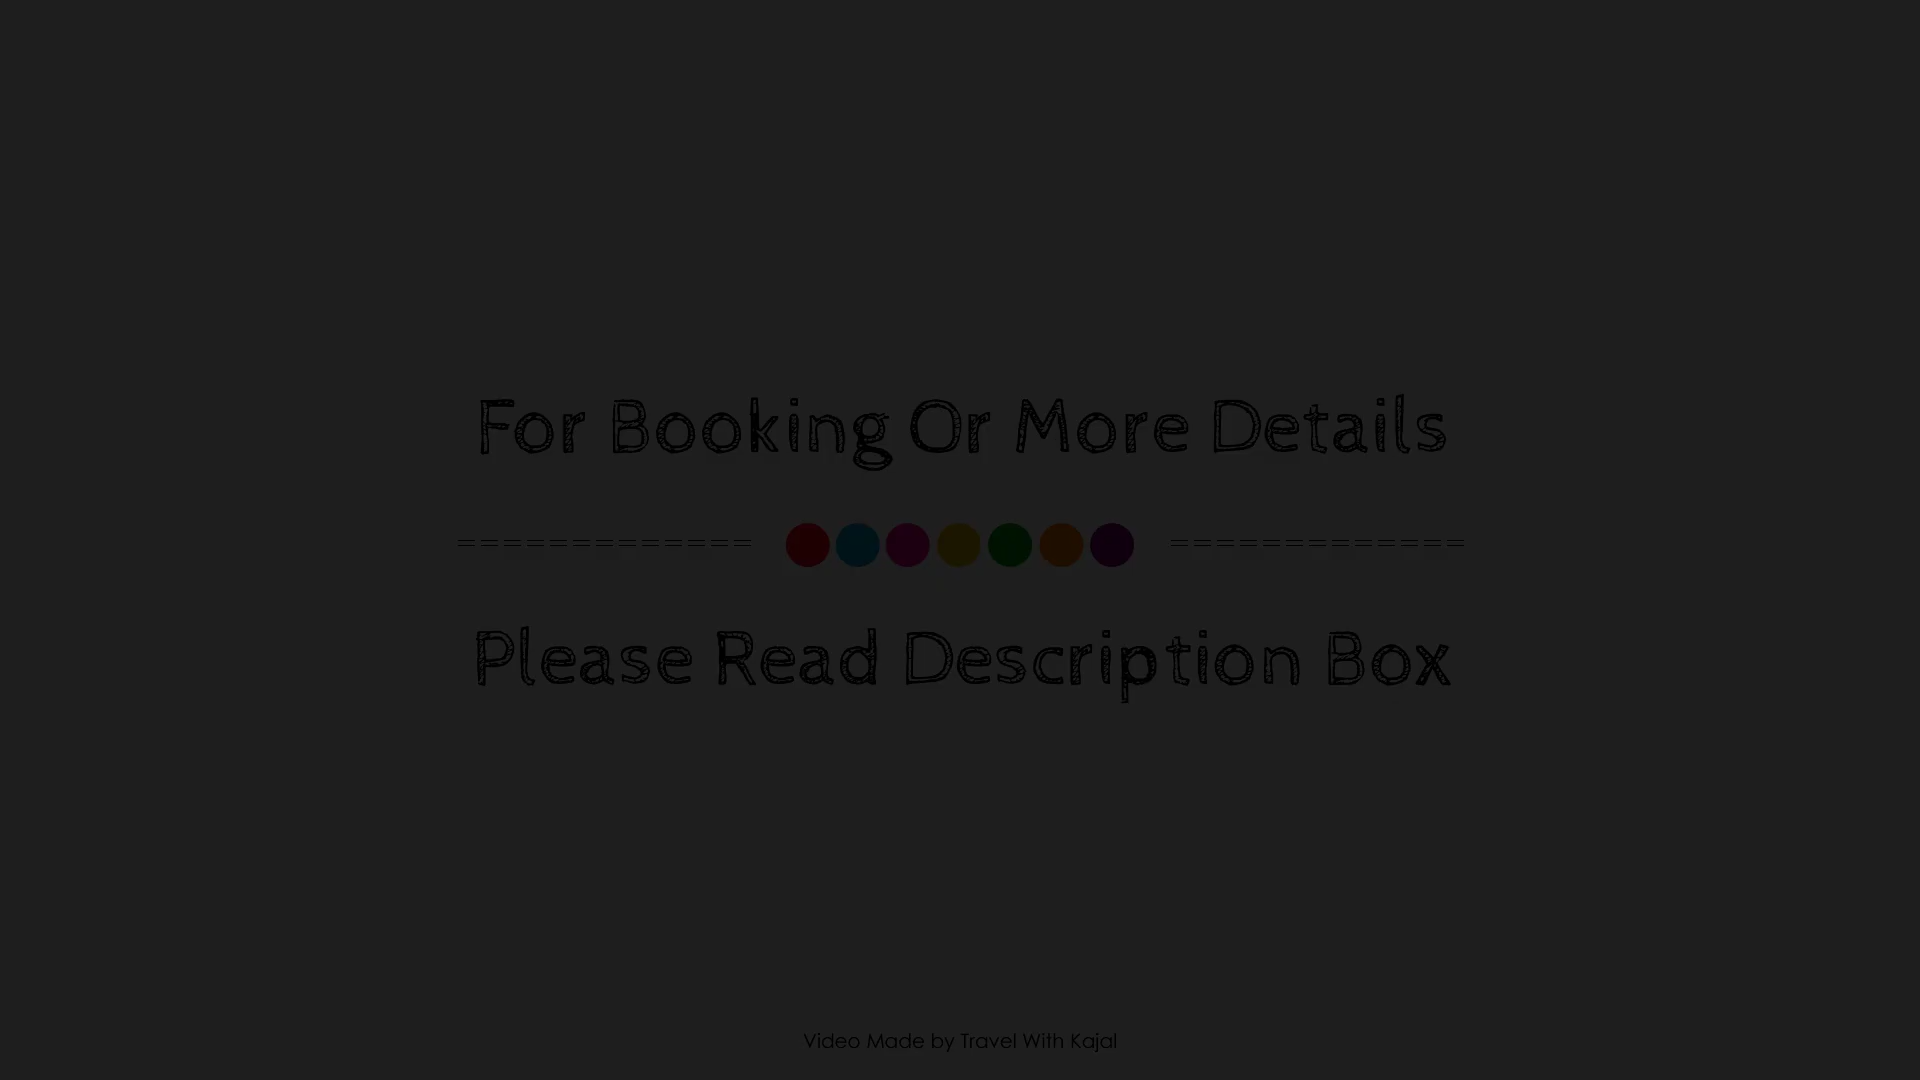 For Booking Or More Details
============= =============
Please Read Description Box
Video Made by Travel With Kajal